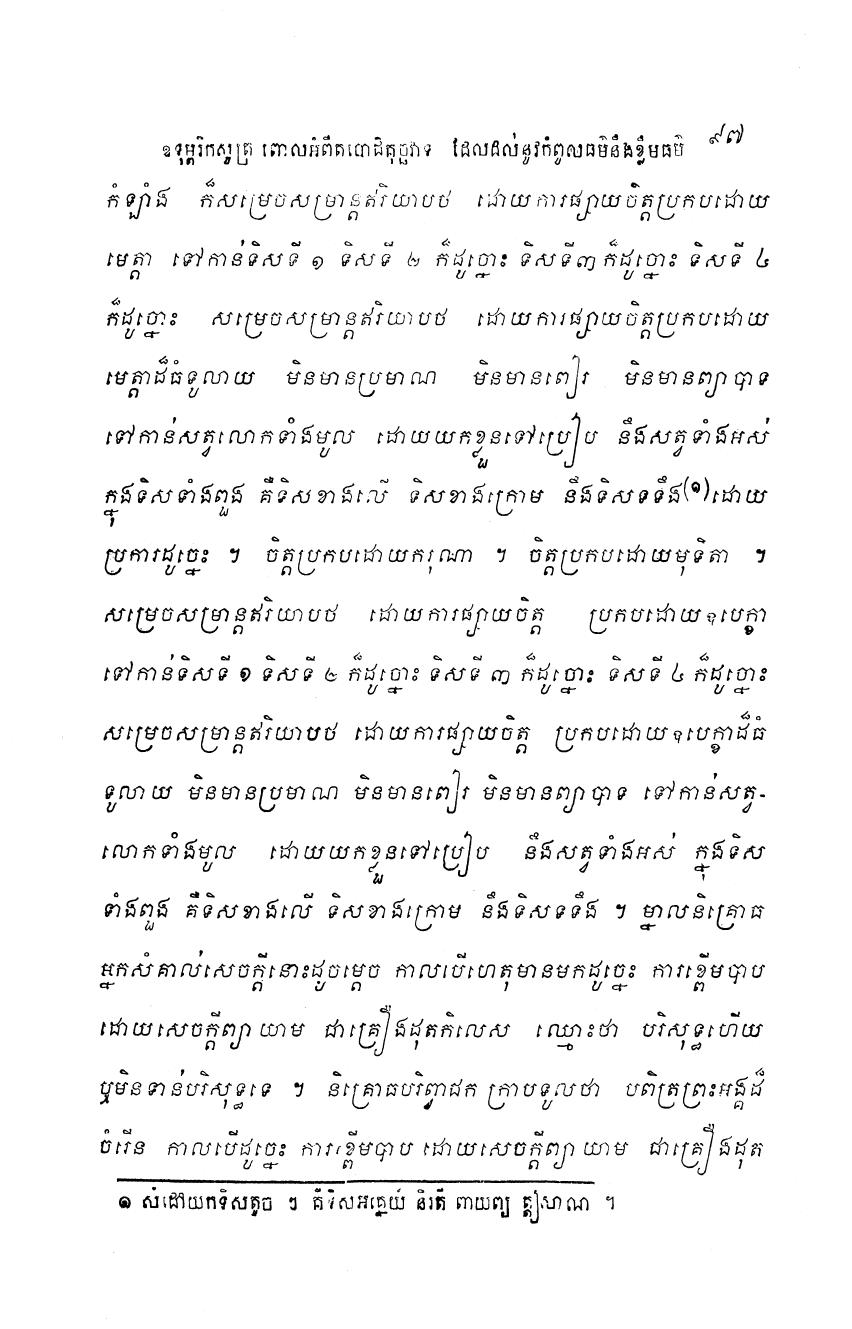 ឧទុម្ពរិកសូត្រ ពោលអំពីតបោជិតុច្ឆវាទ ដែលដល់នូវកំពូលធម៌នឹងខ្លឹមធម៌ ៩៧
កំឡាំង ក៏សម្រេចសម្រាន្តឥរិយាបថ ដោយការផ្សាយចិត្តប្រកបដោយ
មេត្តា ទៅកាន់ទិសទី ១ ទិសទី ២ ក៏ដូច្នោះ ទិសទី៣ ក៏ដូច្នោះ ទិសទី ៤
ក៏ដូច្នោះ សម្រេចសម្រាន្តឥរិយាបថ ដោយការផ្សាយចិត្តប្រកបដោយ
មេត្តាដ៏ធំទូលាយ មិនមានប្រមាណ មិនមានពៀរ មិនមានព្យាបាទ
ទៅកាន់សត្វលោកទាំងមូល ដោយយកខ្លួនទៅប្រៀប នឹងសត្វទាំងអស់
ក្នុងទិសទាំងពួង គឺទិសខាងលើ ទិសខាងក្រោម នឹងទិសទទឹង(១)ដោយ
ប្រការដូច្នេះ ។ ចិត្តប្រកបដោយករុណា ។ ចិត្តប្រកបដោយមុទិតា ។
សម្រេចសម្រាន្តឥរិយាបថ ដោយការផ្សាយចិត្ត ប្រកបដោយឧបេក្ខា
ទៅកាន់ទិសទី ១ ទិសទី ២ ក៏ដូច្នោះ ទិសទី ៣ ក៏ដូច្នោះ ទិសទី ៤ ក៏ដូច្នោះ
សម្រេចសម្រាន្តឥរិយាបថ ដោយការផ្សាយចិត្ត ប្រកបដោយឧបេក្ខាដ៏ធំ
ទូលាយ មិនមានប្រមាណ មិនមានពៀរ មិនមានព្យាបាទ ទៅកាន់សត្វ-
លោកទាំងមូល ដោយយកខ្លួនទៅប្រៀប នឹងសត្វទាំងអស់ ក្នុងទិស
ទាំងពួង គឺទិសខាងលើ ទិសខាងក្រោម នឹងទិសទទឹង ។ ម្នាលនិគ្រោធ
អ្នកសំគាល់សេចក្តីនោះដូចម្តេច កាលបើហេតុមានមកដូច្នេះ ការខ្ពើមបាប
ដោយសេចក្តីព្យាយាម ជាគ្រឿងដុតកិលេស ឈ្មោះថា បរិសុទ្ធហើយ
ឬមិនទាន់បរិសុទ្ធទេ ។ និគ្រោធបរិព្វាជក ក្រាបទូលថា បពិត្រព្រះអង្គដ៏
ចំរើន កាលបើដូច្នេះ ការខ្ពើមបាប ដោយសេចក្តីព្យាយាម ជាគ្រឿងដុត
១ សំដៅយកទិសតូច ៗ គឺទិសអគ្នេយ៍ និរតី ពាយព្យ ឦសាណ ។